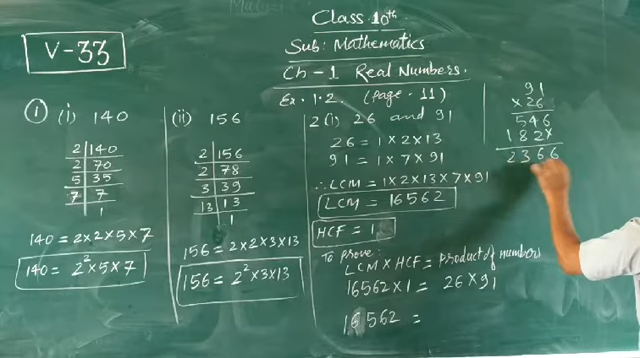 Class 10th
Sub: Mathematics
Ch-1 Real Numbers.
Ex. 1.2. (page. 11)
V-33
① (i) 140
2 | 140
2 | 70
5 | 35
7 | 7
1
140 = 2×2×5×7
140 = 2²×5×7
(ii) 156
2 | 156
2 | 78
3 | 39
13 | 13
1
156 = 2×2×3×13
156 = 2²×3×13
2(i) 26 and 91
26 = 1×2×13
91 = 1×7×91
∴ LCM = 1×2×13×7×91
LCM = 16562
HCF = 1
To prove:
LCM × HCF = product of numbers
16562×1 = 26×91
16562 =
91
×26
546
182×
2366